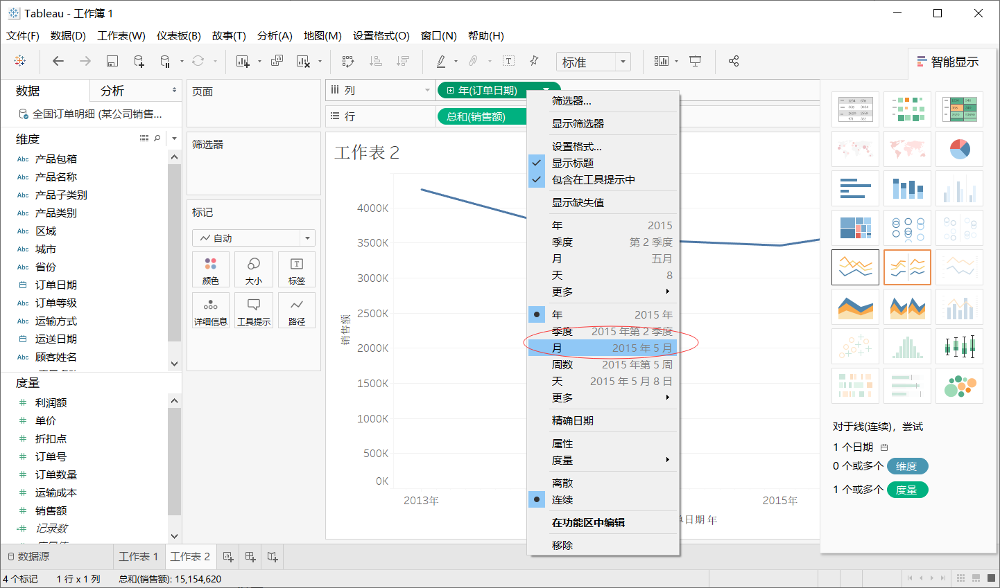 Tableau - 工作簿 1
文件(F) 数据(D) 工作表(W) 仪表板(B) 故事(T) 分析(A) 地图(M) 设置格式(O) 窗口(N) 帮助(H)
标准
智能显示
数据 分析
全国订单明细 (某公司销售...
维度
Abc 产品包箱
Abc 产品名称
Abc 产品子类别
Abc 产品类别
Abc 区域
Abc 城市
Abc 省份
订单日期
Abc 订单等级
Abc 运输方式
运送日期
Abc 顾客姓名
度量
利润额
单价
折扣点
订单号
订单数量
运输成本
销售额
记录数
页面
筛选器
标记
自动
颜色 大小 标签
详细信息 工具提示 路径
列 年(订单日期)
行 总和(销售额)
工作表 2
4000K
3500K
3000K
2500K
2000K
1500K
1000K
500K
0K
销售额
2013年 2015年
单日期 年
筛选器...
显示筛选器
设置格式...
显示标题
包含在工具提示中
显示缺失值
年 2015
季度 第 2 季度
月 五月
天 8
更多
年 2015 年
季度 2015 年第 2 季度
月 2015 年 5 月
周数 2015 年第 5 周
天 2015 年 5 月 8 日
更多
精确日期
属性
度量
离散
连续
在功能区中编辑
移除
对于线(连续)，尝试
1 个日期
0 个或多个 维度
1 个或多个 度量
数据源 工作表 1 工作表 2
4 个标记 1 行 x 1 列 总和(销售额): 15,154,620